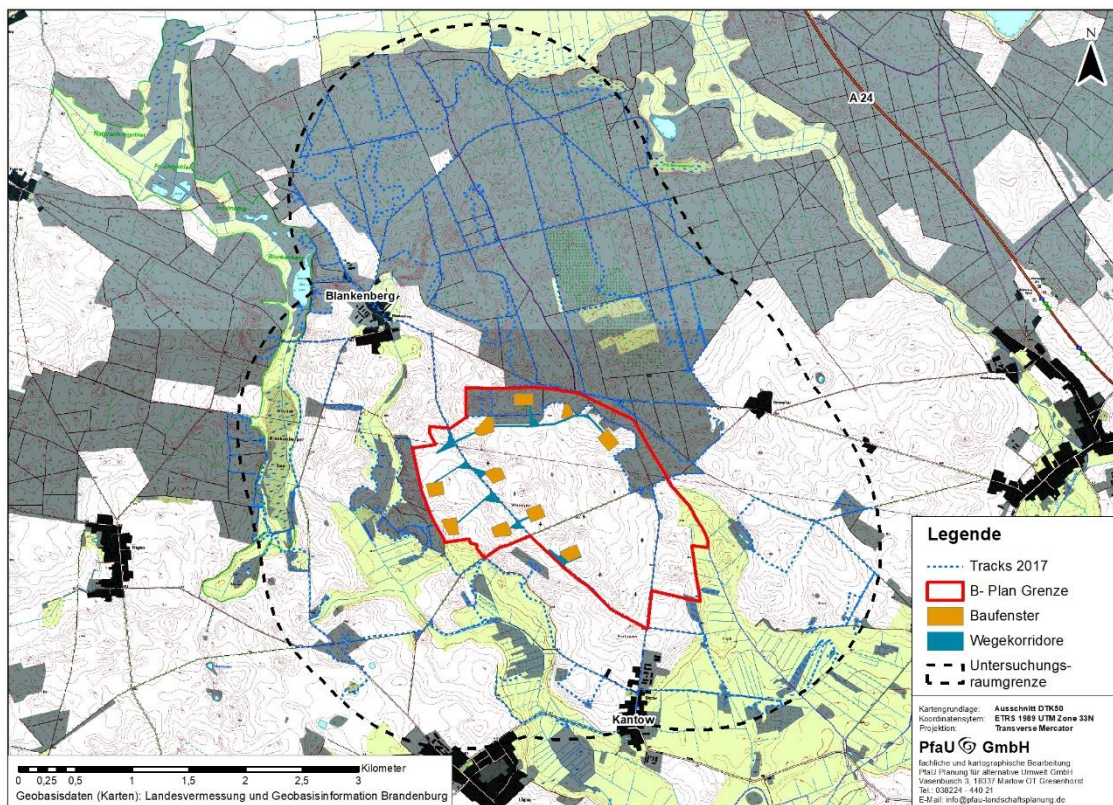 N
A 24
Naturschutzgebiet
Blankenberg
Kantow
Legende
Tracks 2017
B- Plan Grenze
Baufenster
Wegekorridore
Untersuchungs-
raumgrenze
Kartengrundlage: Ausschnitt DTK50
Koordinatensytem: ETRS 1989 UTM Zone 33N
Projektion: Transverse Mercator
PfaU GmbH
fachliche und kartographische Bearbeitung:
PfaU Planung für alternative Umwelt GmbH
Vasenbusch 3, 18337 Marlow OT Gresenhorst
Tel.: 038224 - 440 21
E-Mail: info@pfau-landschaftsplanung.de
Kilometer
0 0,25 0,5 1 1,5 2 2,5 3
Geobasisdaten (Karten): Landesvermessung und Geobasisinformation Brandenburg